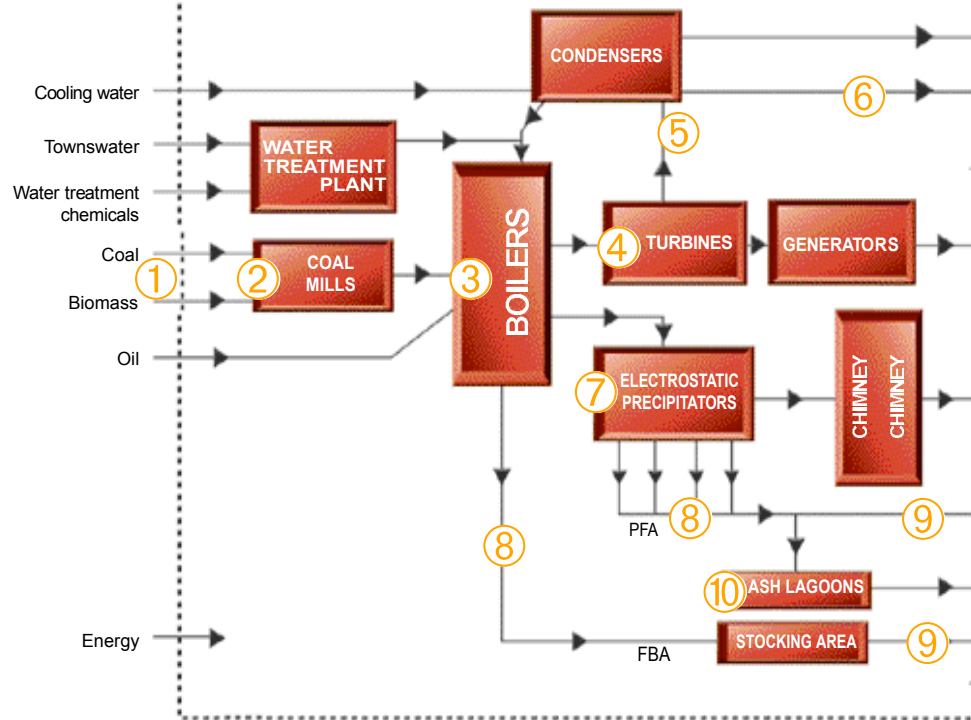 CONDENSERS
Cooling water
6
Townswater
5
WATER
TREATMENT
PLANT
Water treatment
chemicals
BOILERS
4
TURBINES
GENERATORS
Coal
1
2
COAL
MILLS
3
Biomass
Oil
7
ELECTROSTATIC
PRECIPITATORS
CHIMNEY
CHIMNEY
PFA
8
9
8
10
ASH LAGOONS
Energy
FBA
STOCKING AREA
9